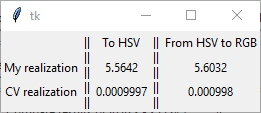 tk
|| To HSV || From HSV to RGB
My realization || 5.5642 || 5.6032
CV realization || 0.0009997 || 0.000998